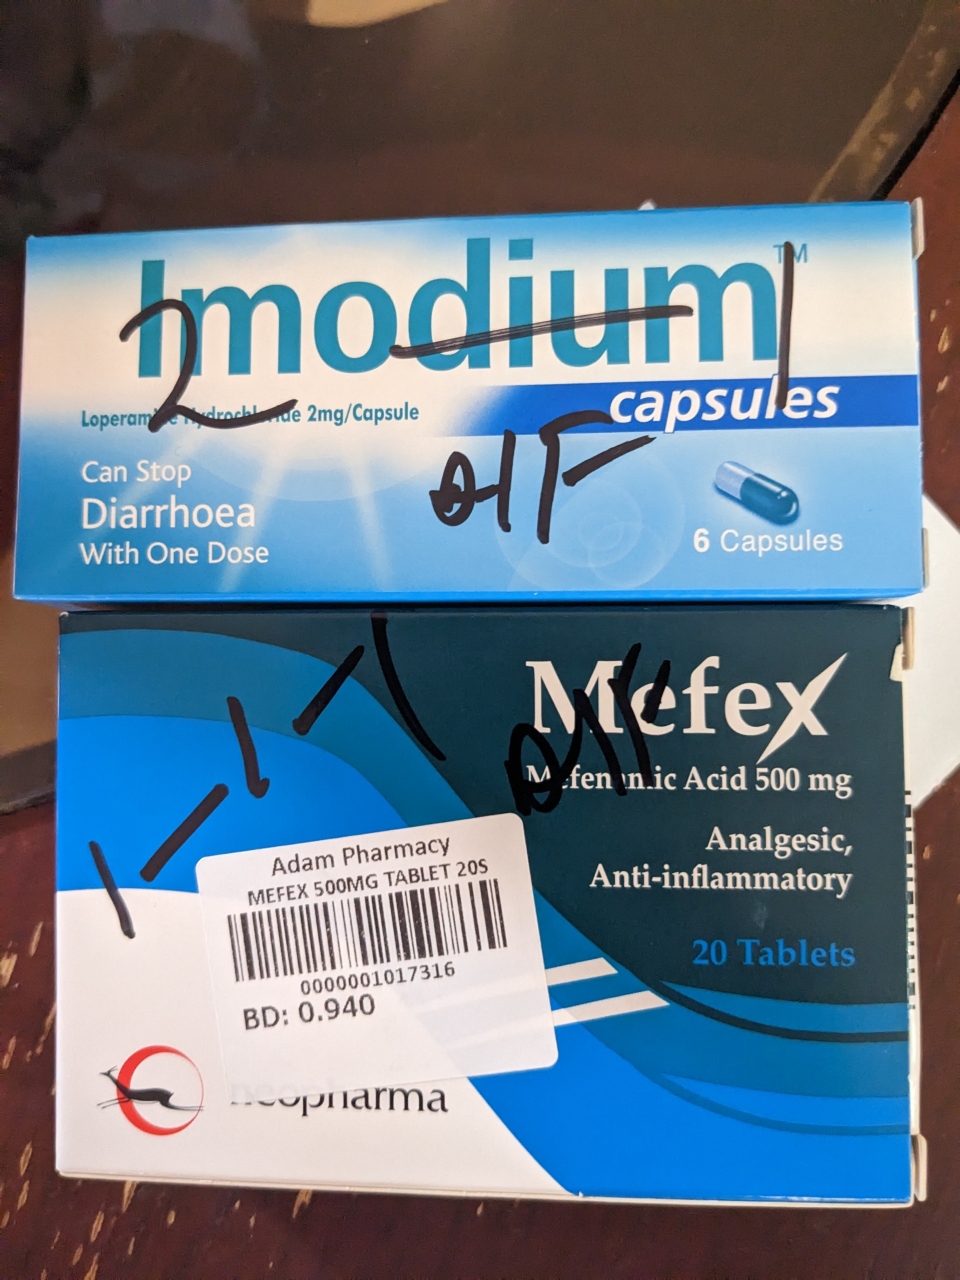 Imodium™
2 — 1
capsules
Loperamide Hydrochloride 2mg/Capsule
Can Stop
Diarrhoea
With One Dose
6 Capsules
1-1-1
Mefex
Mefenamic Acid 500 mg
Analgesic,
Anti-inflammatory
20 Tablets
Adam Pharmacy
MEFEX 500MG TABLET 20S
0000001017316
BD: 0.940
neopharma